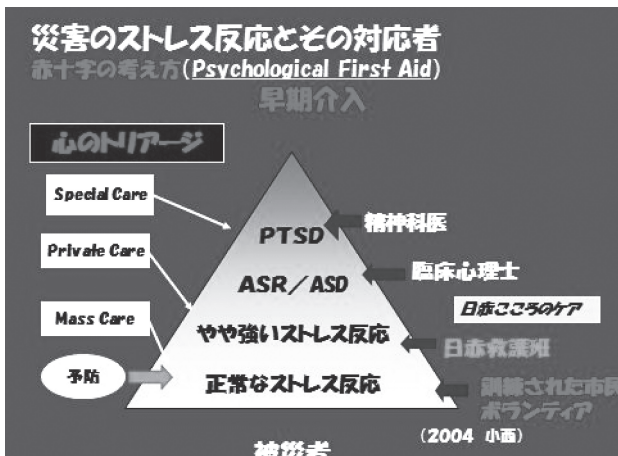 災害のストレス反応とその対応者
赤十字の考え方(Psychological First Aid)
早期介入
心のトリアージ
Special Care
Private Care
Mass Care
予防
PTSD
ASR/ASD
やや強いストレス反応
正常なストレス反応
精神科医
臨床心理士
日赤こころのケア
日赤救護班
訓練された市民
ボランティア
被災者
(2004 小西)